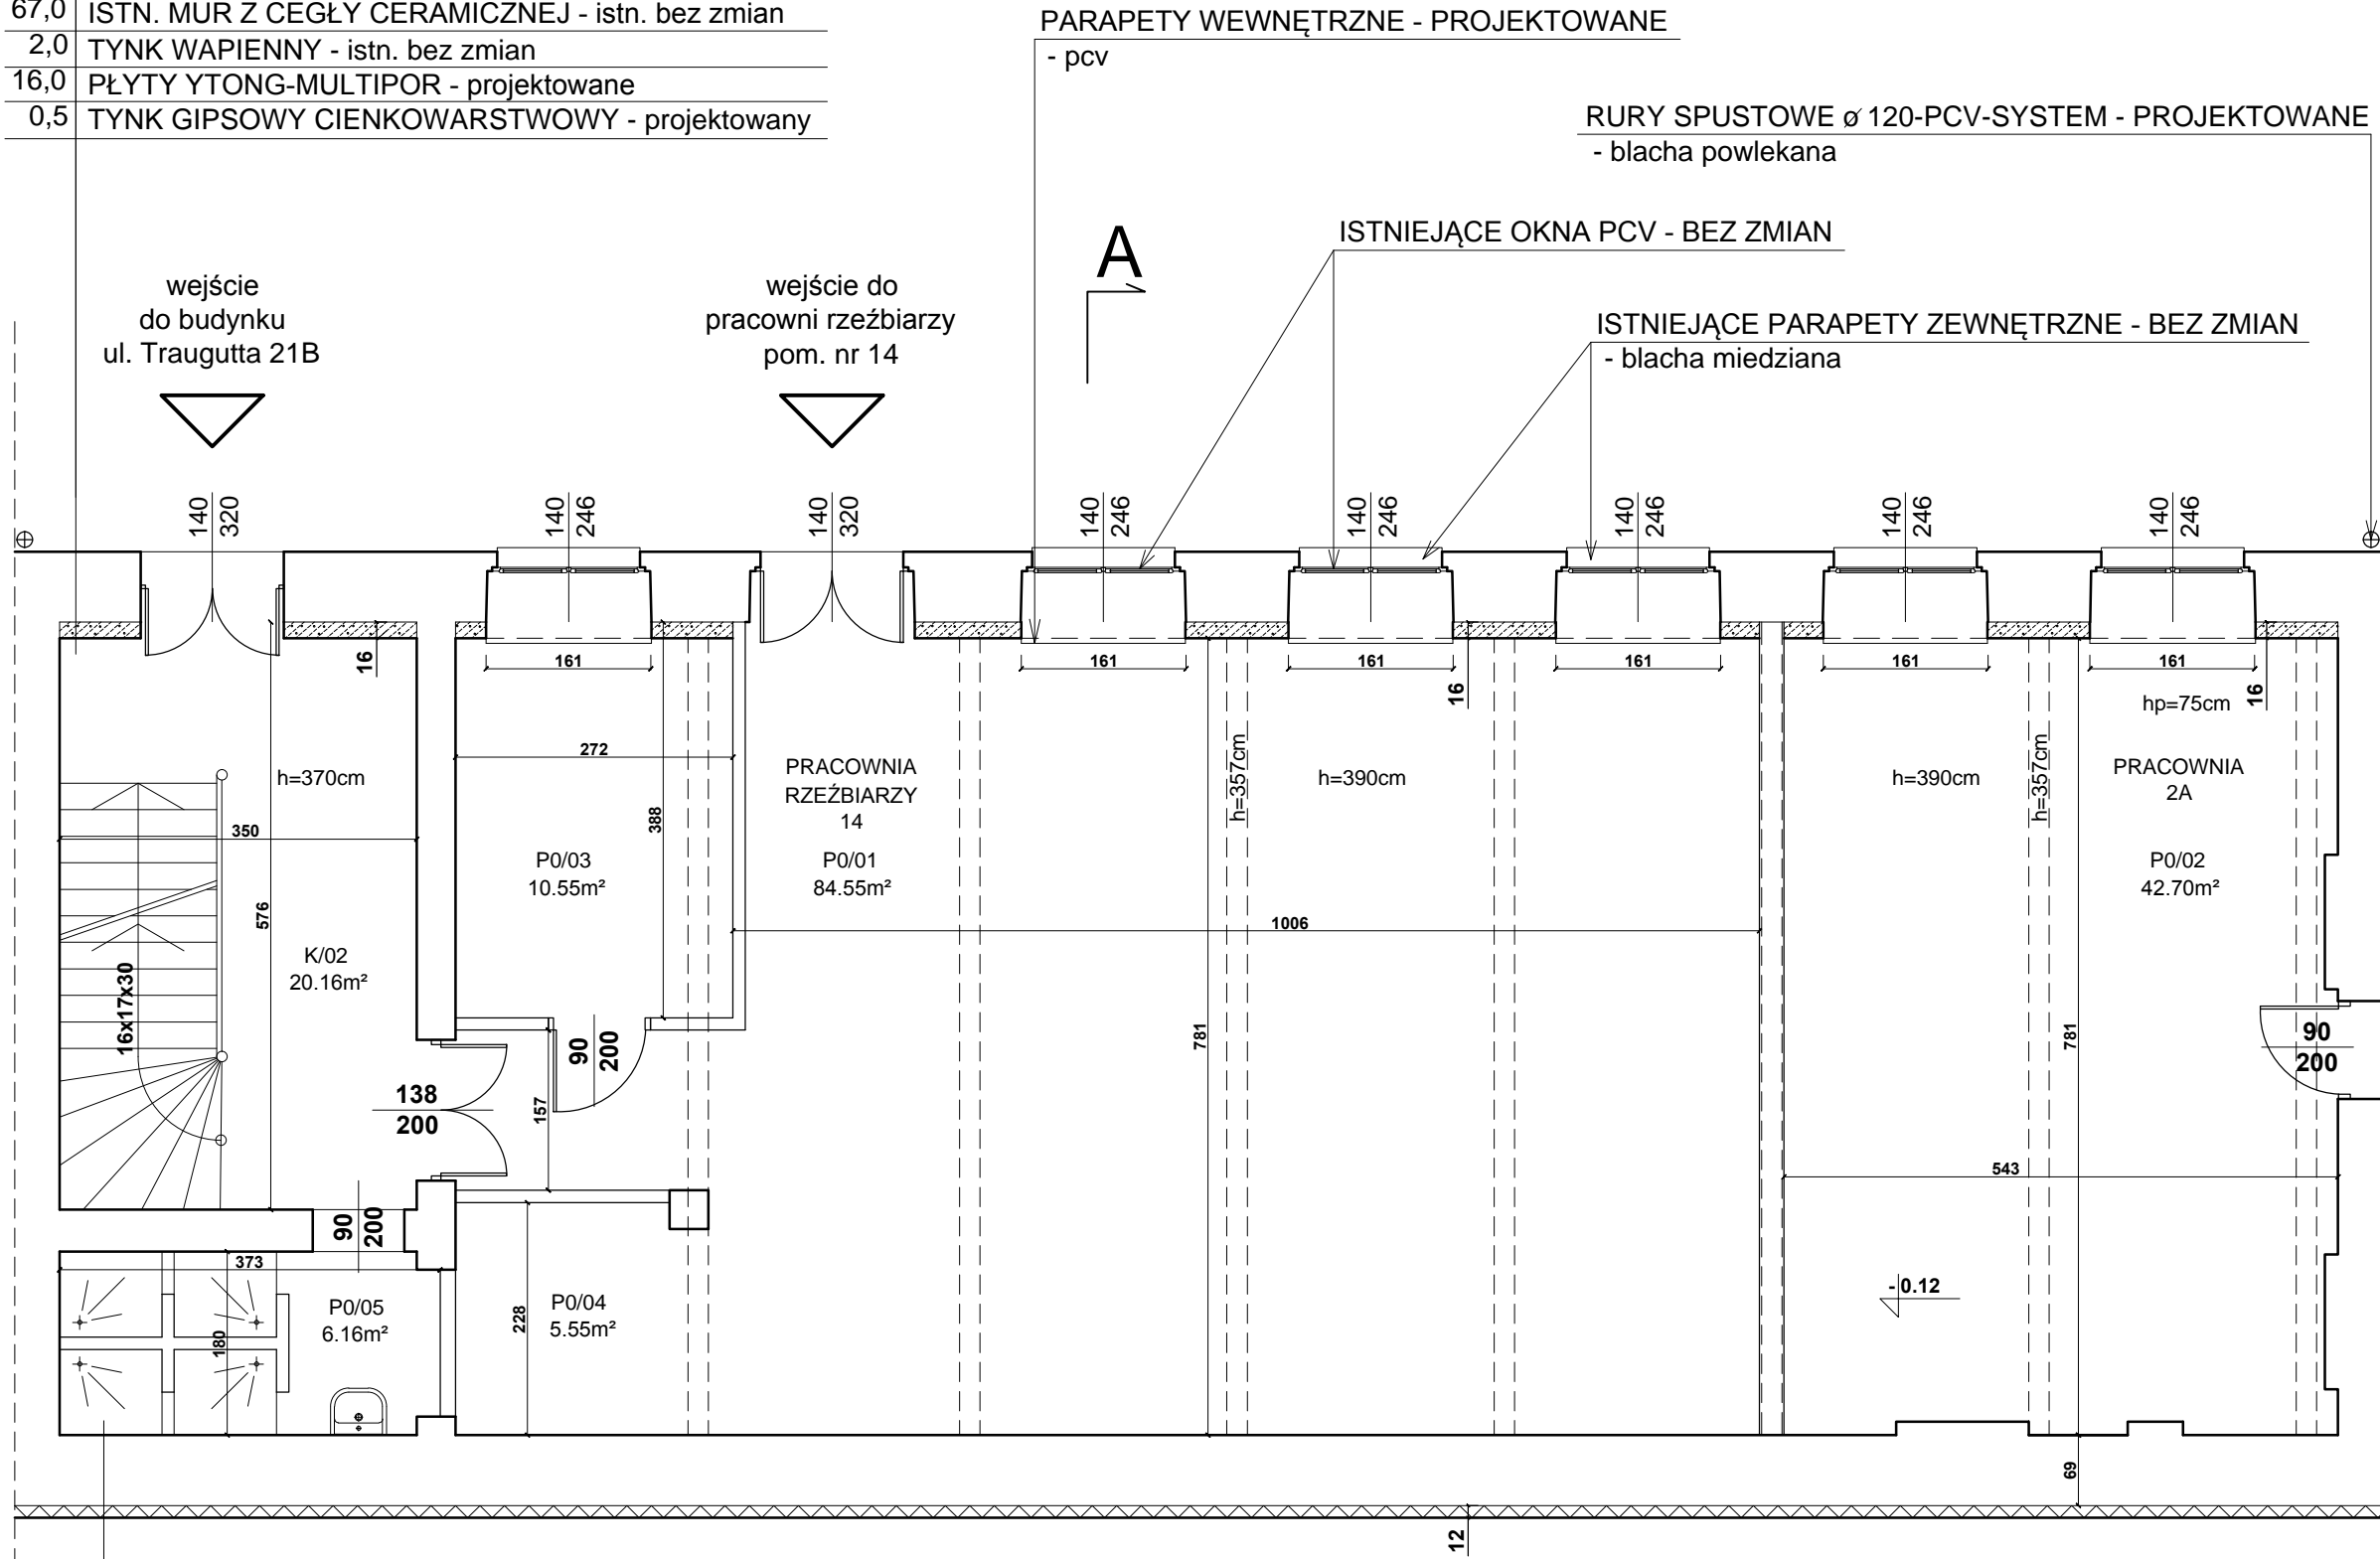 67,0 ISTN. MUR Z CEGŁY CERAMICZNEJ - istn. bez zmian
2,0 TYNK WAPIENNY - istn. bez zmian
16,0 PŁYTY YTONG-MULTIPOR - projektowane
0,5 TYNK GIPSOWY CIENKOWARSTWOWY - projektowany
PARAPETY WEWNĘTRZNE - PROJEKTOWANE
- pcv
RURY SPUSTOWE ø 120-PCV-SYSTEM - PROJEKTOWANE
- blacha powlekana
ISTNIEJĄCE OKNA PCV - BEZ ZMIAN
ISTNIEJĄCE PARAPETY ZEWNĘTRZNE - BEZ ZMIAN
- blacha miedziana
A
wejście
do budynku
ul. Traugutta 21B
wejście do
pracowni rzeźbiarzy
pom. nr 14
140
320
140
246
140
320
140
246
140
246
140
246
140
246
140
246
16
161
161
161
16
161
161
161
16
hp=75cm
h=370cm
272
PRACOWNIA
RZEŹBIARZY
14
P0/01
84.55m²
h=357cm
h=390cm
h=390cm
h=357cm
PRACOWNIA
2A
P0/02
42.70m²
350
388
P0/03
10.55m²
576
1006
K/02
20.16m²
16x17x30
781
781
90
200
90
200
138
200
157
543
90
200
373
180
P0/05
6.16m²
228
P0/04
5.55m²
- 0.12
69
12